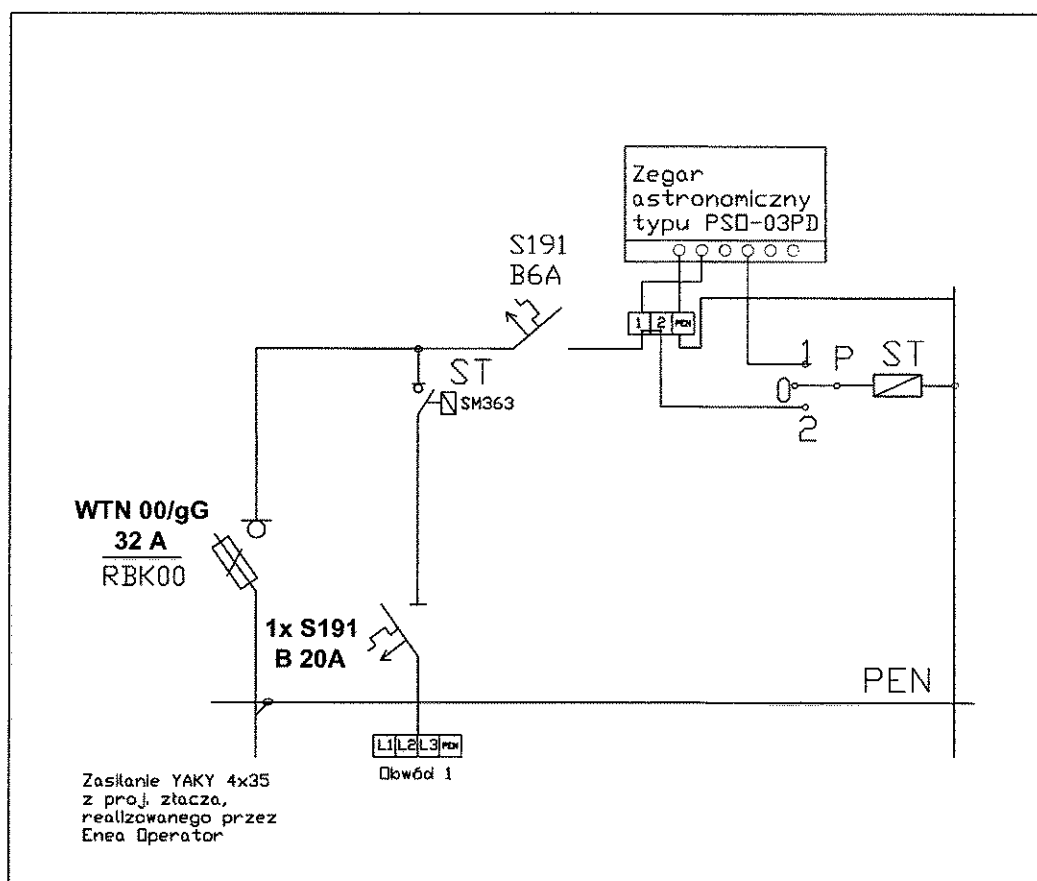 Zegar
astronomiczny
typu PSO-03PD
S191
B6A
1 2 PEN
1 P ST
0
2
ST
SM363
WTN 00/gG
32 A
RBK00
1x S191
B 20A
PEN
L1 L2 L3 PEN
Obwód 1
Zasilanie YAKY 4x35
z proj. złacza,
realizowanego przez
Enea Operator